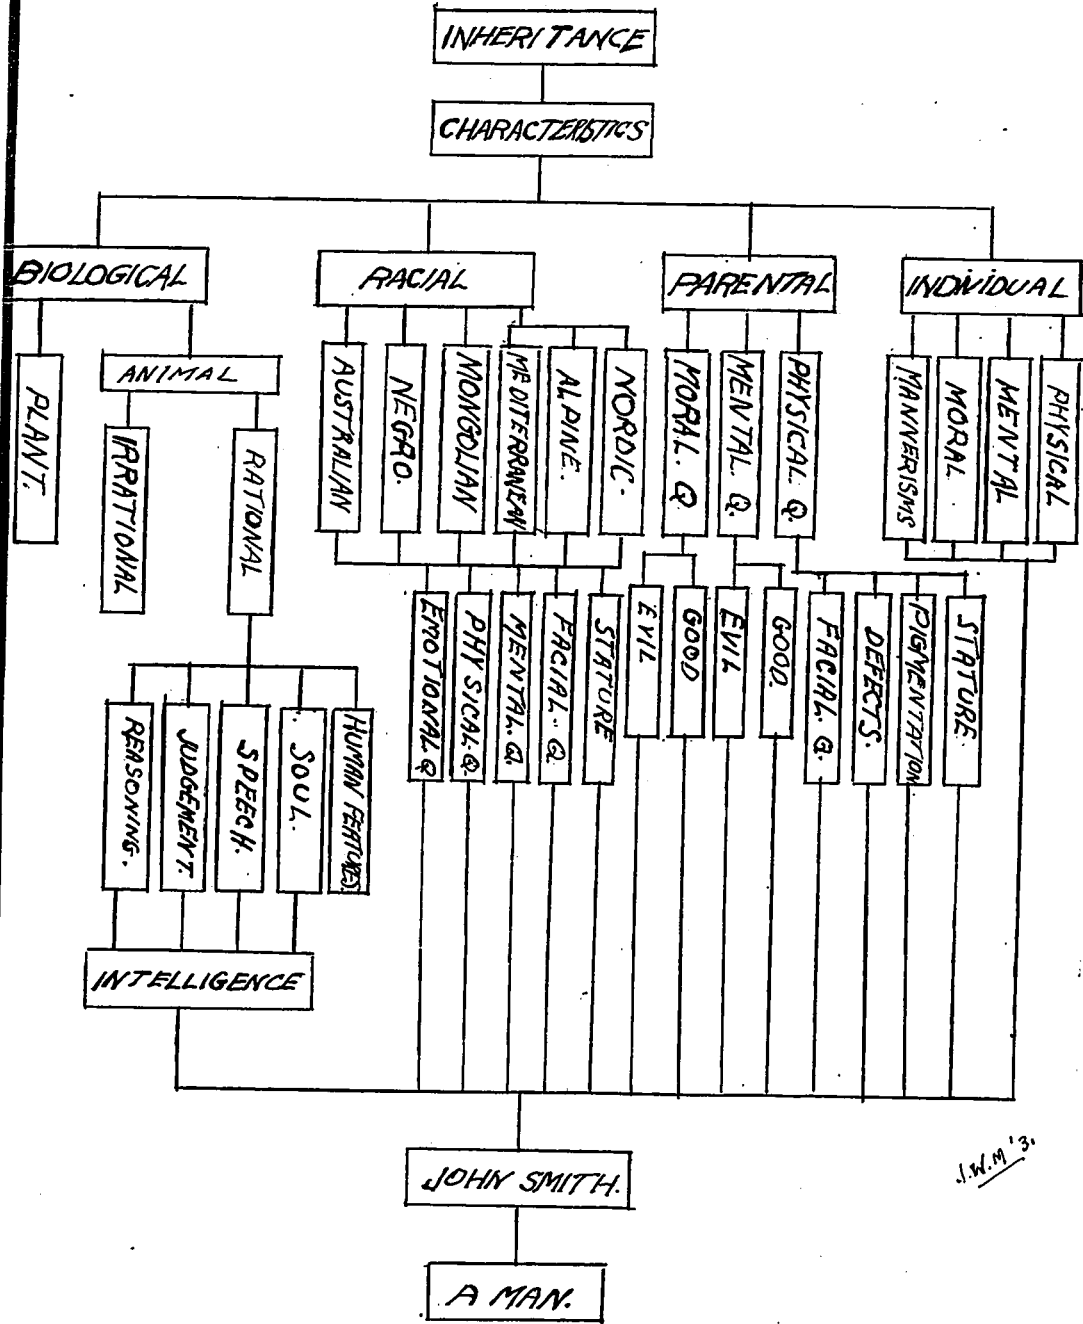 INHERITANCE
CHARACTERISTICS
BIOLOGICAL
RACIAL
PARENTAL
INDIVIDUAL
PLANT.
ANIMAL
IRRATIONAL
RATIONAL
AUSTRALIAN
NEGRO.
MONGOLIAN
MEDITERRANEAN
ALPINE.
NORDIC.
MORAL. Q
MENTAL. Q.
PHYSICAL Q.
MANNERISMS
MORAL.
MENTAL
PHYSICAL
REASONING.
JUDGEMENT.
SPEECH.
SOUL.
HUMAN FEATURES.
EMOTIONAL Q
PHYSICAL. Q.
MENTAL. Q.
FACIAL. Q.
STATURE
EVIL
GOOD
EVIL
GOOD.
FACIAL. Q.
DEFECTS.
PIGMENTATION
STATURE.
INTELLIGENCE
JOHN SMITH.
A MAN.
J.W.M '3.